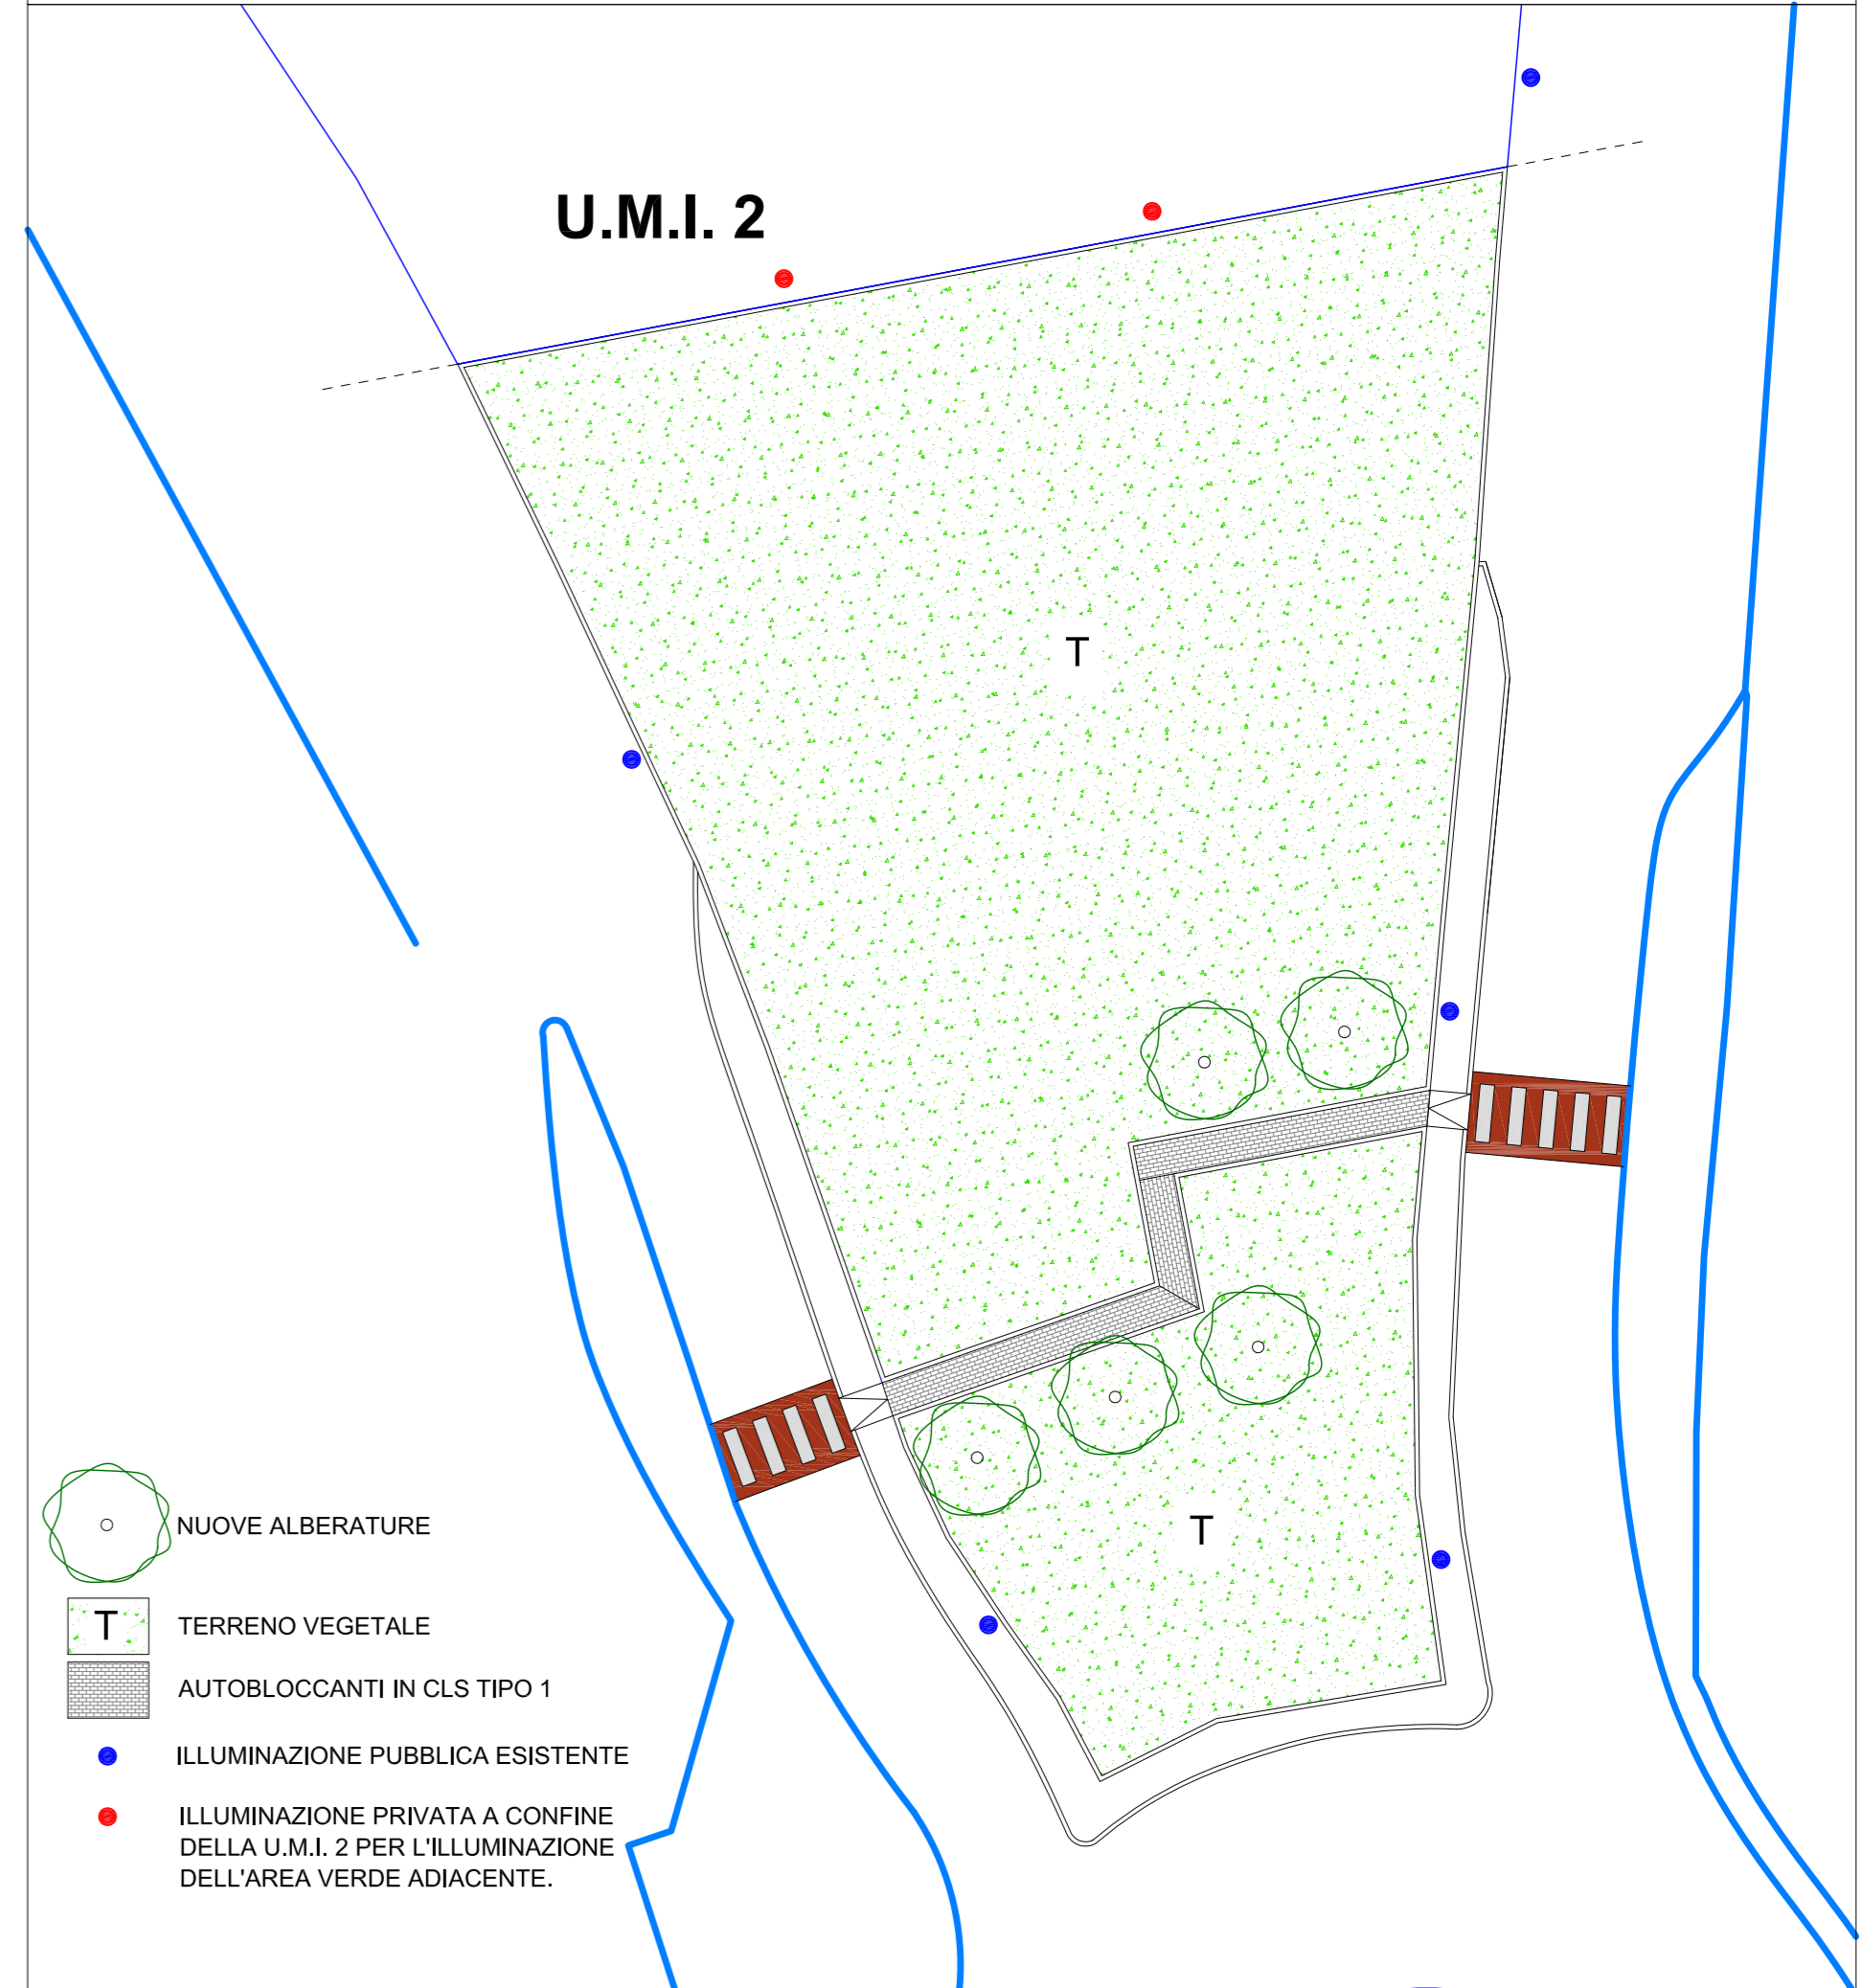 U.M.I. 2
T
T
NUOVE ALBERATURE
T
TERRENO VEGETALE
AUTOBLOCCANTI IN CLS TIPO 1
ILLUMINAZIONE PUBBLICA ESISTENTE
ILLUMINAZIONE PRIVATA A CONFINE
DELLA U.M.I. 2 PER L'ILLUMINAZIONE
DELL'AREA VERDE ADIACENTE.